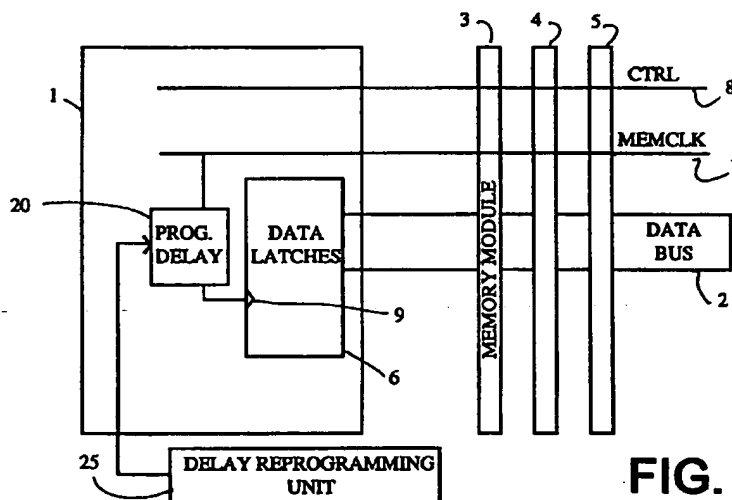 3
4
5
1
CTRL
8
MEMCLK
20
PROG.
DELAY
DATA
LATCHES
MEMORY MODULE
DATA
BUS
2
9
6
25
DELAY REPROGRAMMING
UNIT
FIG.